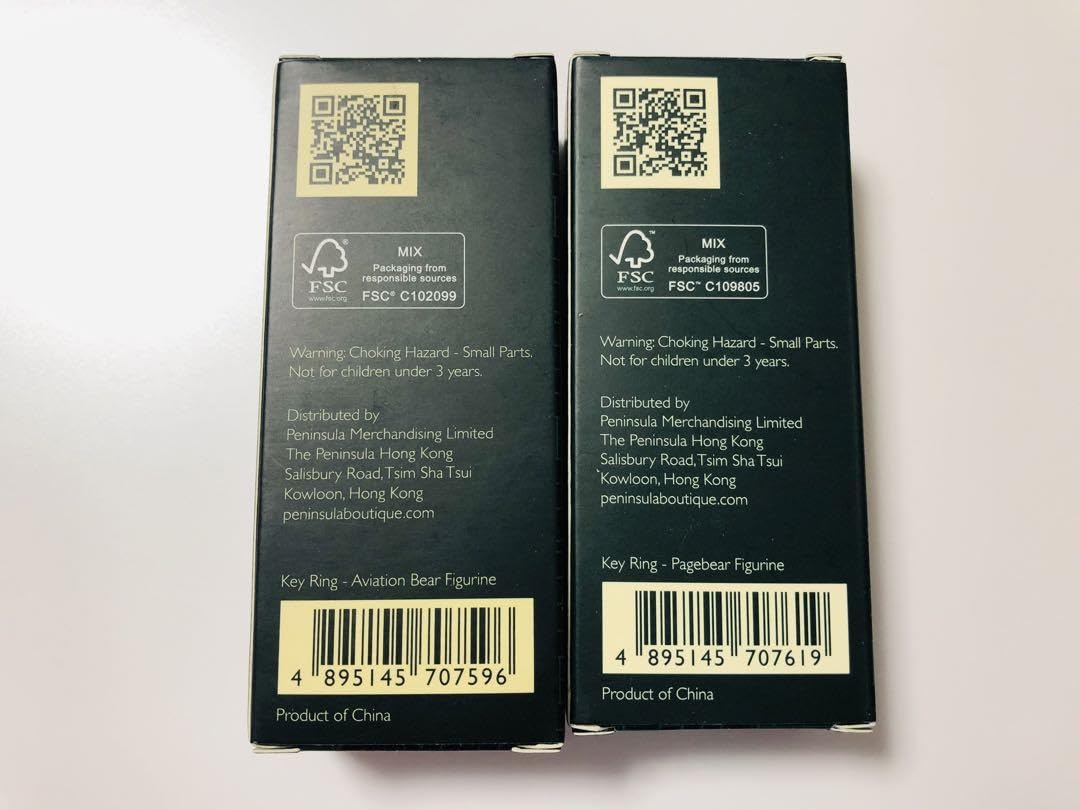 MIX
Packaging from
responsible sources
FSC
www.fsc.org
FSC® C102099
Warning: Choking Hazard - Small Parts.
Not for children under 3 years.
Distributed by
Peninsula Merchandising Limited
The Peninsula Hong Kong
Salisbury Road, Tsim Sha Tsui
Kowloon, Hong Kong
peninsulaboutique.com
Key Ring - Aviation Bear Figurine
4 895145 707596
Product of China
MIX
Packaging from
responsible sources
FSC
www.fsc.org
FSC™ C109805
Warning: Choking Hazard - Small Parts.
Not for children under 3 years.
Distributed by
Peninsula Merchandising Limited
The Peninsula Hong Kong
Salisbury Road, Tsim Sha Tsui
Kowloon, Hong Kong
peninsulaboutique.com
Key Ring - Pagebear Figurine
4 895145 707619
Product of China